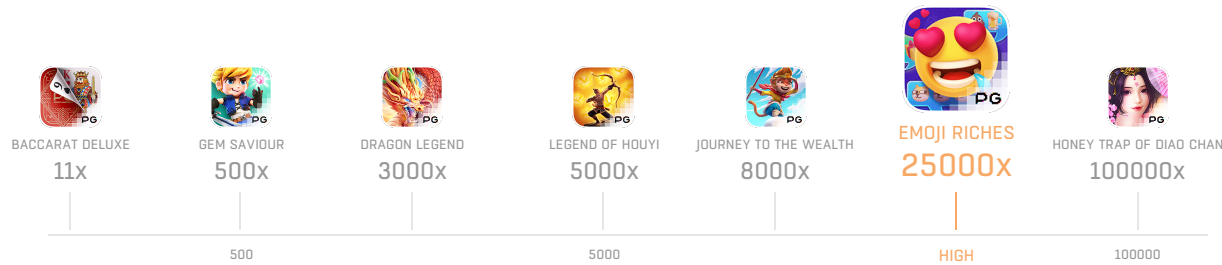 BACCARAT DELUXE
11x
GEM SAVIOUR
500x
DRAGON LEGEND
3000x
LEGEND OF HOUYI
5000x
JOURNEY TO THE WEALTH
8000x
EMOJI RICHES
25000x
HONEY TRAP OF DIAO CHAN
100000x
PG
PG
PG
PG
PG
PG
PG
500
5000
HIGH
100000